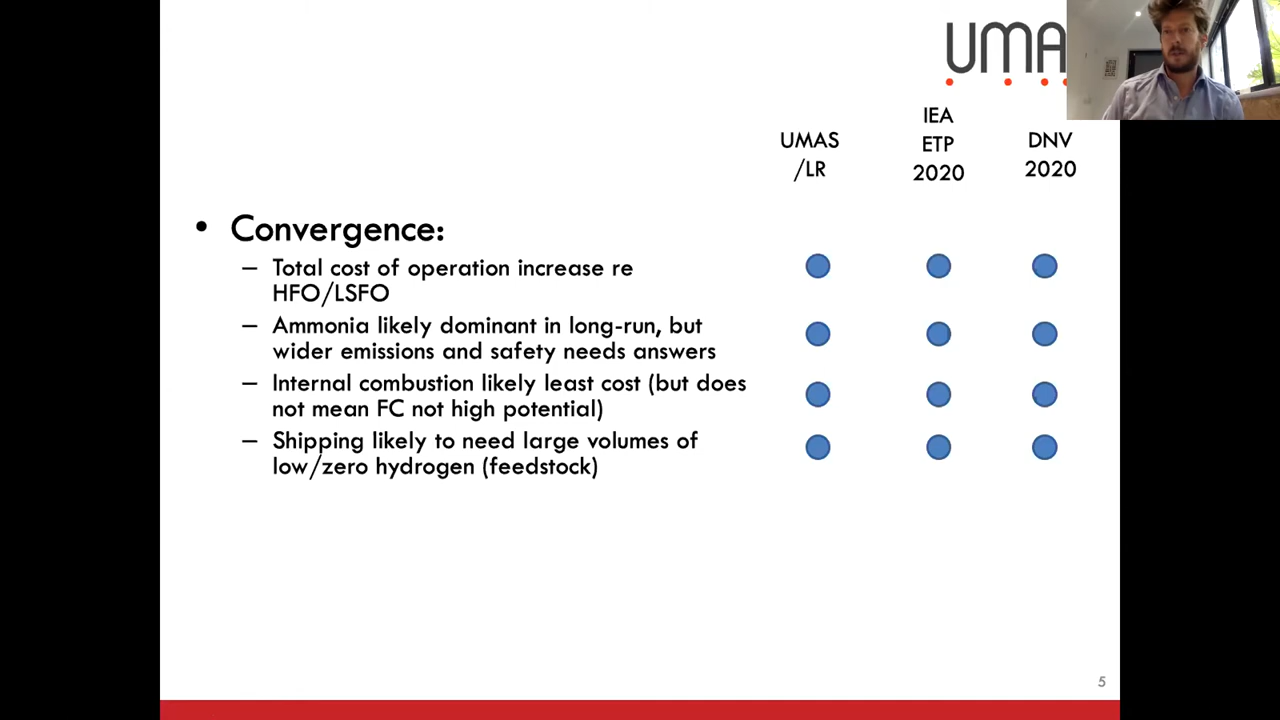 UMA
UMAS
/LR
IEA
ETP
2020
DNV
2020
• Convergence:
– Total cost of operation increase re
HFO/LSFO
– Ammonia likely dominant in long-run, but
wider emissions and safety needs answers
– Internal combustion likely least cost (but does
not mean FC not high potential)
– Shipping likely to need large volumes of
low/zero hydrogen (feedstock)
5